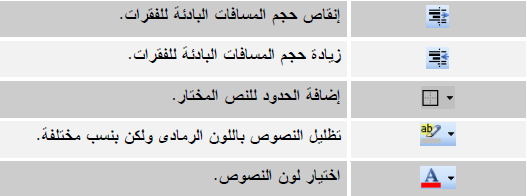 إنقاص حجم المسافات البادئة للفقرات.
زيادة حجم المسافات البادئة للفقرات.
إضافة الحدود للنص المختار.
تظليل النصوص باللون الرمادى ولكن بنسب مختلفة.
اختيار لون النصوص.